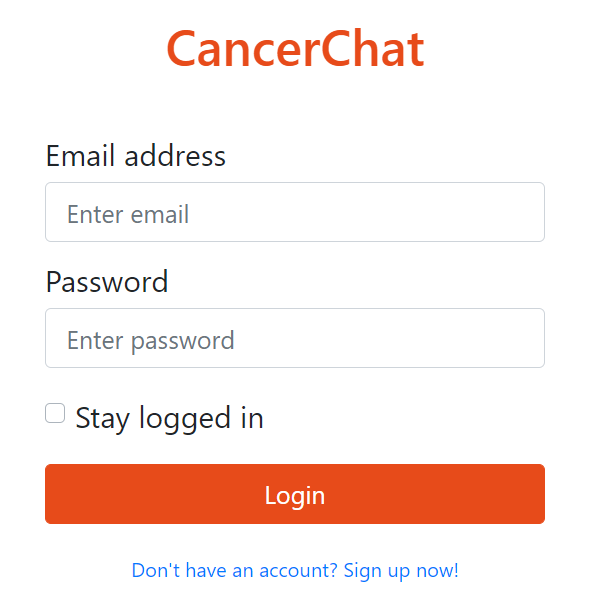 CancerChat
Email address
Enter email
Password
Enter password
Stay logged in
Login
Don't have an account? Sign up now!